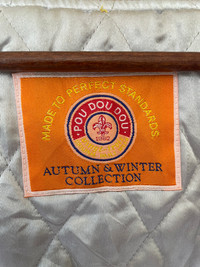 MADE TO PERFECT STANDARDS.
POU DOU DOU
AUTUMN & WINTER
COLLECTION